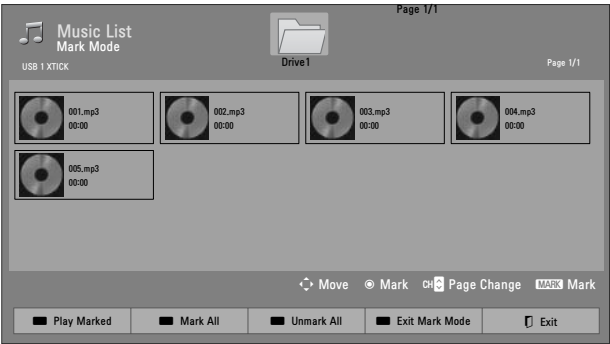 Page 1/1
Music List
Mark Mode
USB 1 XTICK
Drive1
Page 1/1
001.mp3
00:00
002.mp3
00:00
003.mp3
00:00
004.mp3
00:00
005.mp3
00:00
Move Mark CH Page Change MARK Mark
Play Marked Mark All Unmark All Exit Mark Mode Exit